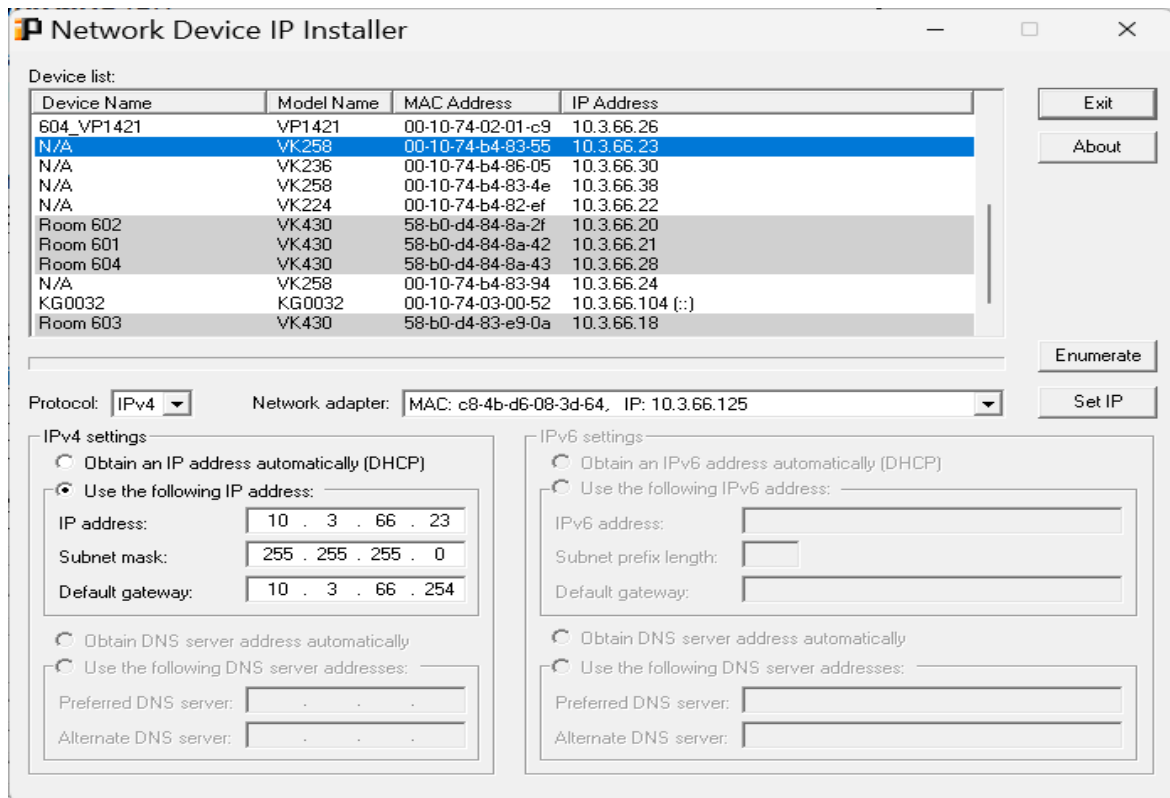 Network Device IP Installer
Device list:
Device Name Model Name MAC Address IP Address
604_VP1421 VP1421 00-10-74-02-01-c9 10.3.66.26
N/A VK258 00-10-74-b4-83-55 10.3.66.23
N/A VK236 00-10-74-b4-86-05 10.3.66.30
N/A VK258 00-10-74-b4-83-4e 10.3.66.38
N/A VK224 00-10-74-b4-82-ef 10.3.66.22
Room 602 VK430 58-b0-d4-84-8a-2f 10.3.66.20
Room 601 VK430 58-b0-d4-84-8a-42 10.3.66.21
Room 604 VK430 58-b0-d4-84-8a-43 10.3.66.28
N/A VK258 00-10-74-b4-83-94 10.3.66.24
KG0032 KG0032 00-10-74-03-00-52 10.3.66.104 (::)
Room 603 VK430 58-b0-d4-83-e9-0a 10.3.66.18
Exit
About
Enumerate
Protocol: IPv4 Network adapter: MAC: c8-4b-d6-08-3d-64, IP: 10.3.66.125 Set IP
IPv4 settings
Obtain an IP address automatically (DHCP)
Use the following IP address:
IP address: 10 . 3 . 66 . 23
Subnet mask: 255 . 255 . 255 . 0
Default gateway: 10 . 3 . 66 . 254
Obtain DNS server address automatically
Use the following DNS server addresses:
Preferred DNS server: . . .
Alternate DNS server: . . .
IPv6 settings
Obtain an IPv6 address automatically (DHCP)
Use the following IPv6 address:
IPv6 address:
Subnet prefix length:
Default gateway:
Obtain DNS server address automatically
Use the following DNS server addresses:
Preferred DNS server:
Alternate DNS server: